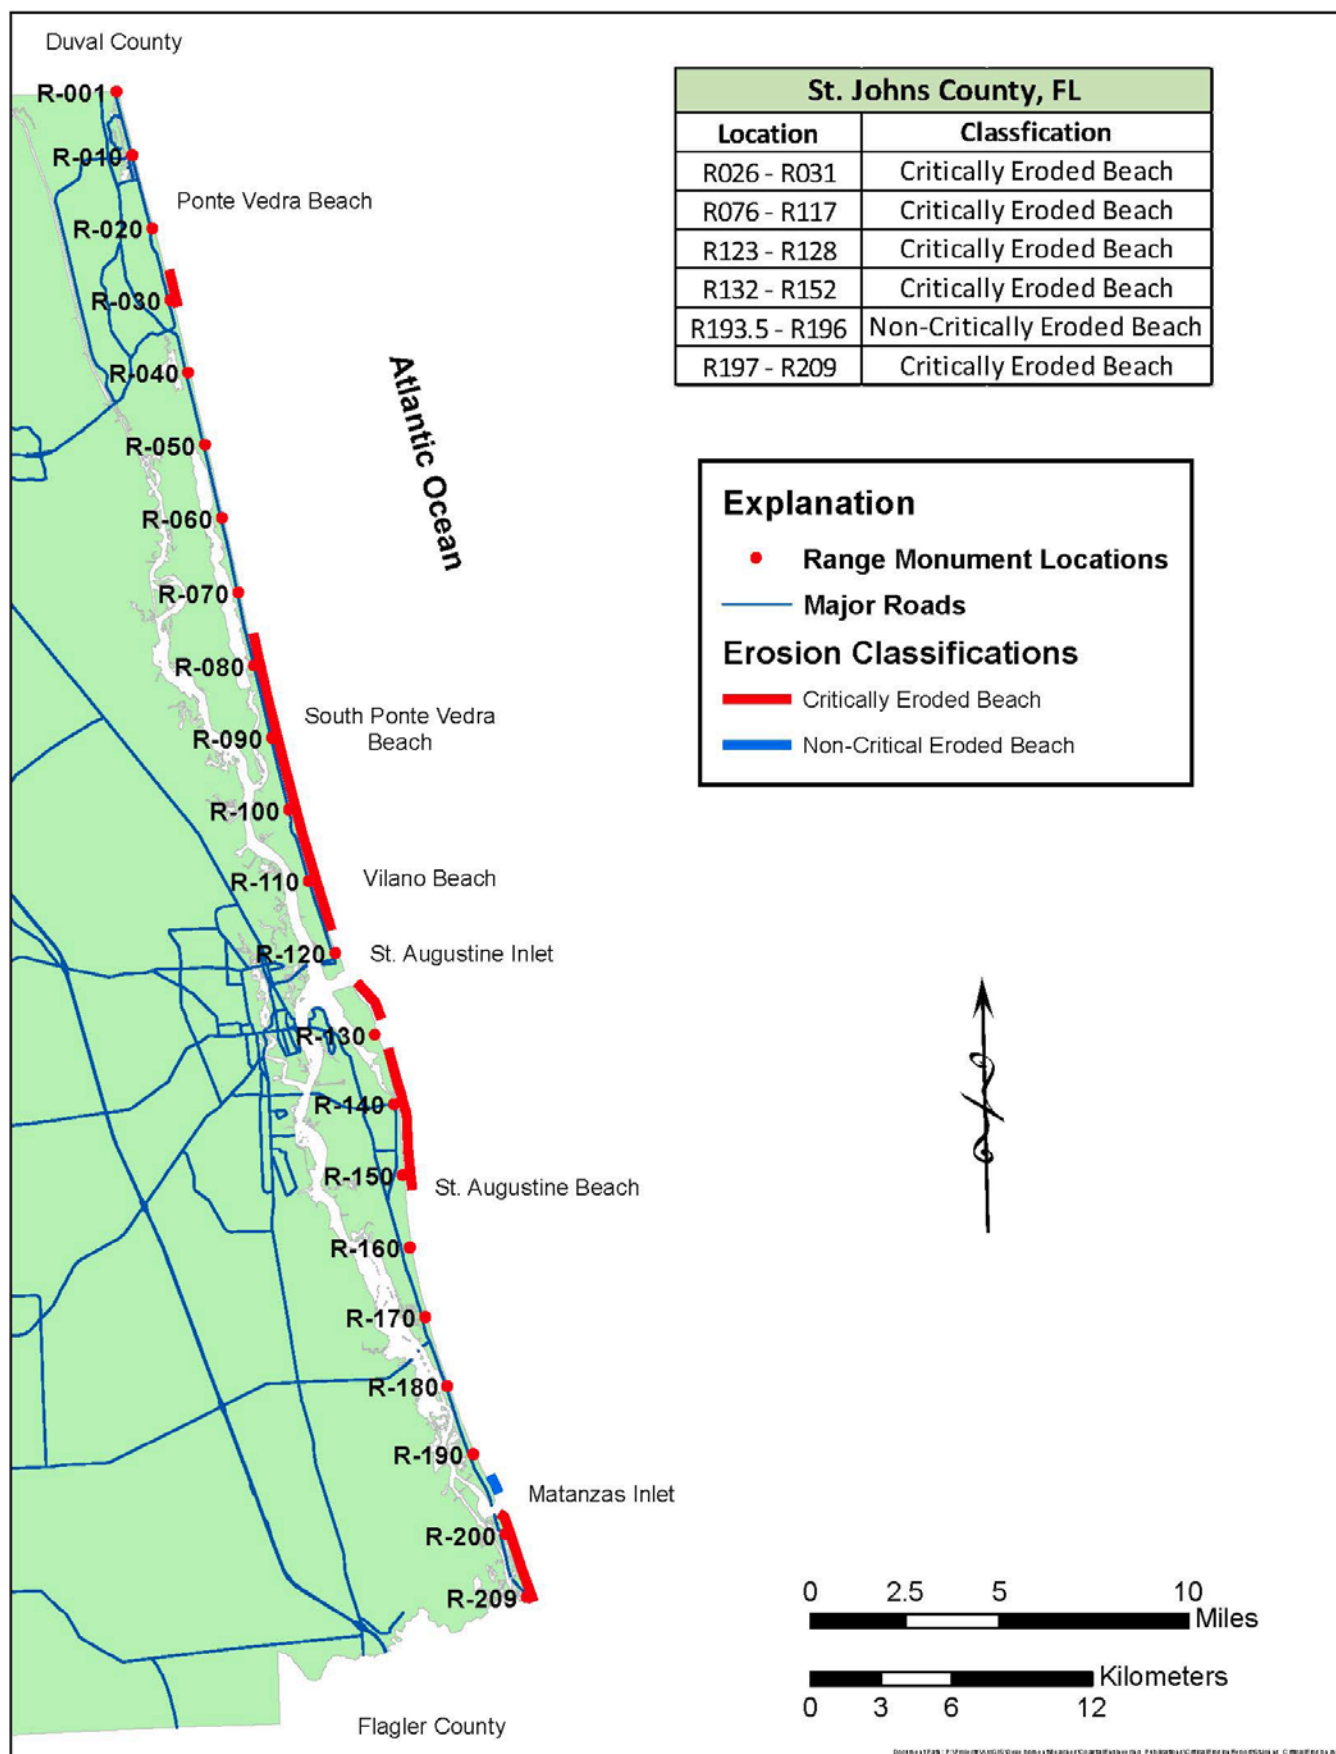 Duval County
R-001
R-010
Ponte Vedra Beach
R-020
R-030
R-040
R-050
R-060
R-070
R-080
South Ponte Vedra
Beach
R-090
R-100
R-110
Vilano Beach
R-120
St. Augustine Inlet
R-130
R-140
R-150
St. Augustine Beach
R-160
R-170
R-180
R-190
Matanzas Inlet
R-200
R-209
Flagler County
Atlantic Ocean
St. Johns County, FL
Location Classfication
R026 - R031 Critically Eroded Beach
R076 - R117 Critically Eroded Beach
R123 - R128 Critically Eroded Beach
R132 - R152 Critically Eroded Beach
R193.5 - R196 Non-Critically Eroded Beach
R197 - R209 Critically Eroded Beach
Explanation
Range Monument Locations
Major Roads
Erosion Classifications
Critically Eroded Beach
Non-Critical Eroded Beach
0 2.5 5 10
Miles
Kilometers
0 3 6 12